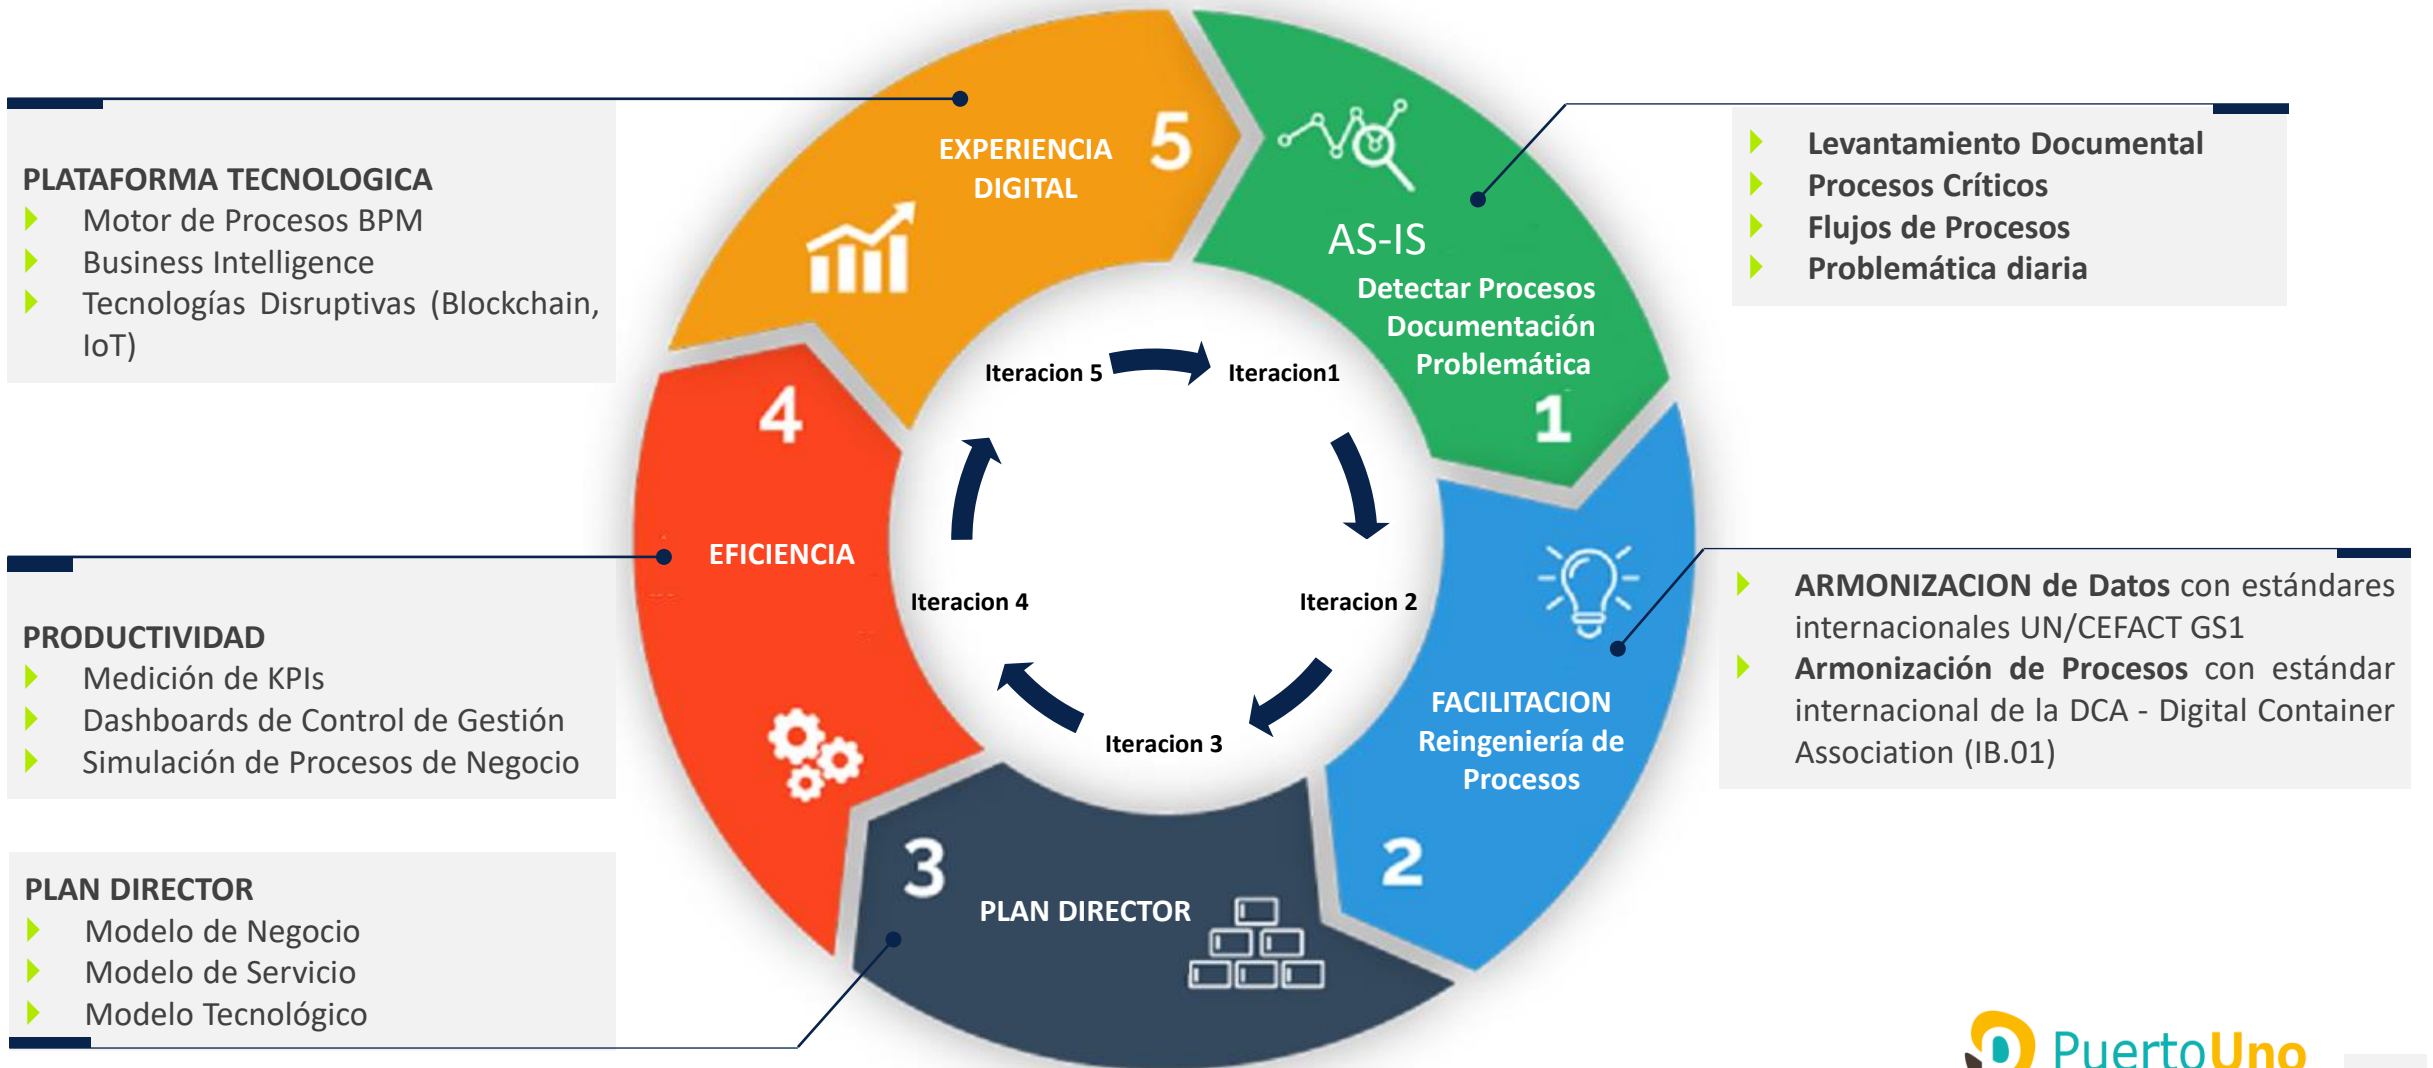 PLATAFORMA TECNOLOGICA
Motor de Procesos BPM
Business Intelligence
Tecnologías Disruptivas (Blockchain,
IoT)
PRODUCTIVIDAD
Medición de KPIs
Dashboards de Control de Gestión
Simulación de Procesos de Negocio
PLAN DIRECTOR
Modelo de Negocio
Modelo de Servicio
Modelo Tecnológico
EXPERIENCIA
DIGITAL
5
AS-IS
Detectar Procesos
Documentación
Problemática
1
4
EFICIENCIA
FACILITACION
Reingeniería de
Procesos
2
3
PLAN DIRECTOR
Iteracion 5
Iteracion1
Iteracion 4
Iteracion 2
Iteracion 3
Levantamiento Documental
Procesos Críticos
Flujos de Procesos
Problemática diaria
ARMONIZACION de Datos con estándares
internacionales UN/CEFACT GS1
Armonización de Procesos con estándar
internacional de la DCA - Digital Container
Association (IB.01)
PuertoUno